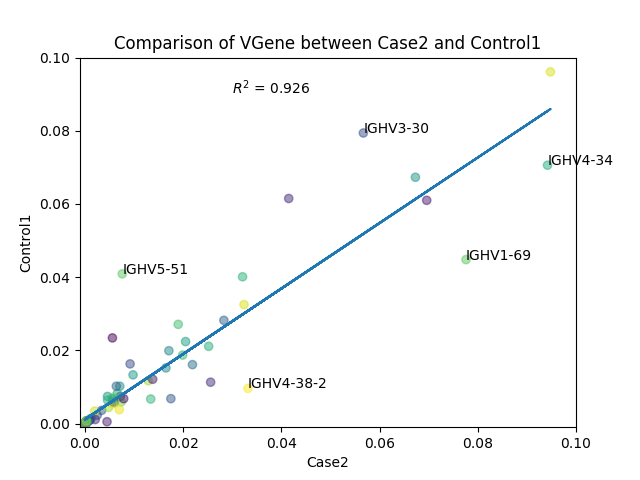 Comparison of VGene between Case2 and Control1
0.10
R² = 0.926
IGHV3-30
0.08
IGHV4-34
0.06
IGHV1-69
Control1
IGHV5-51
0.04
0.02
IGHV4-38-2
0.00
0.00 0.02 0.04 0.06 0.08 0.10
Case2